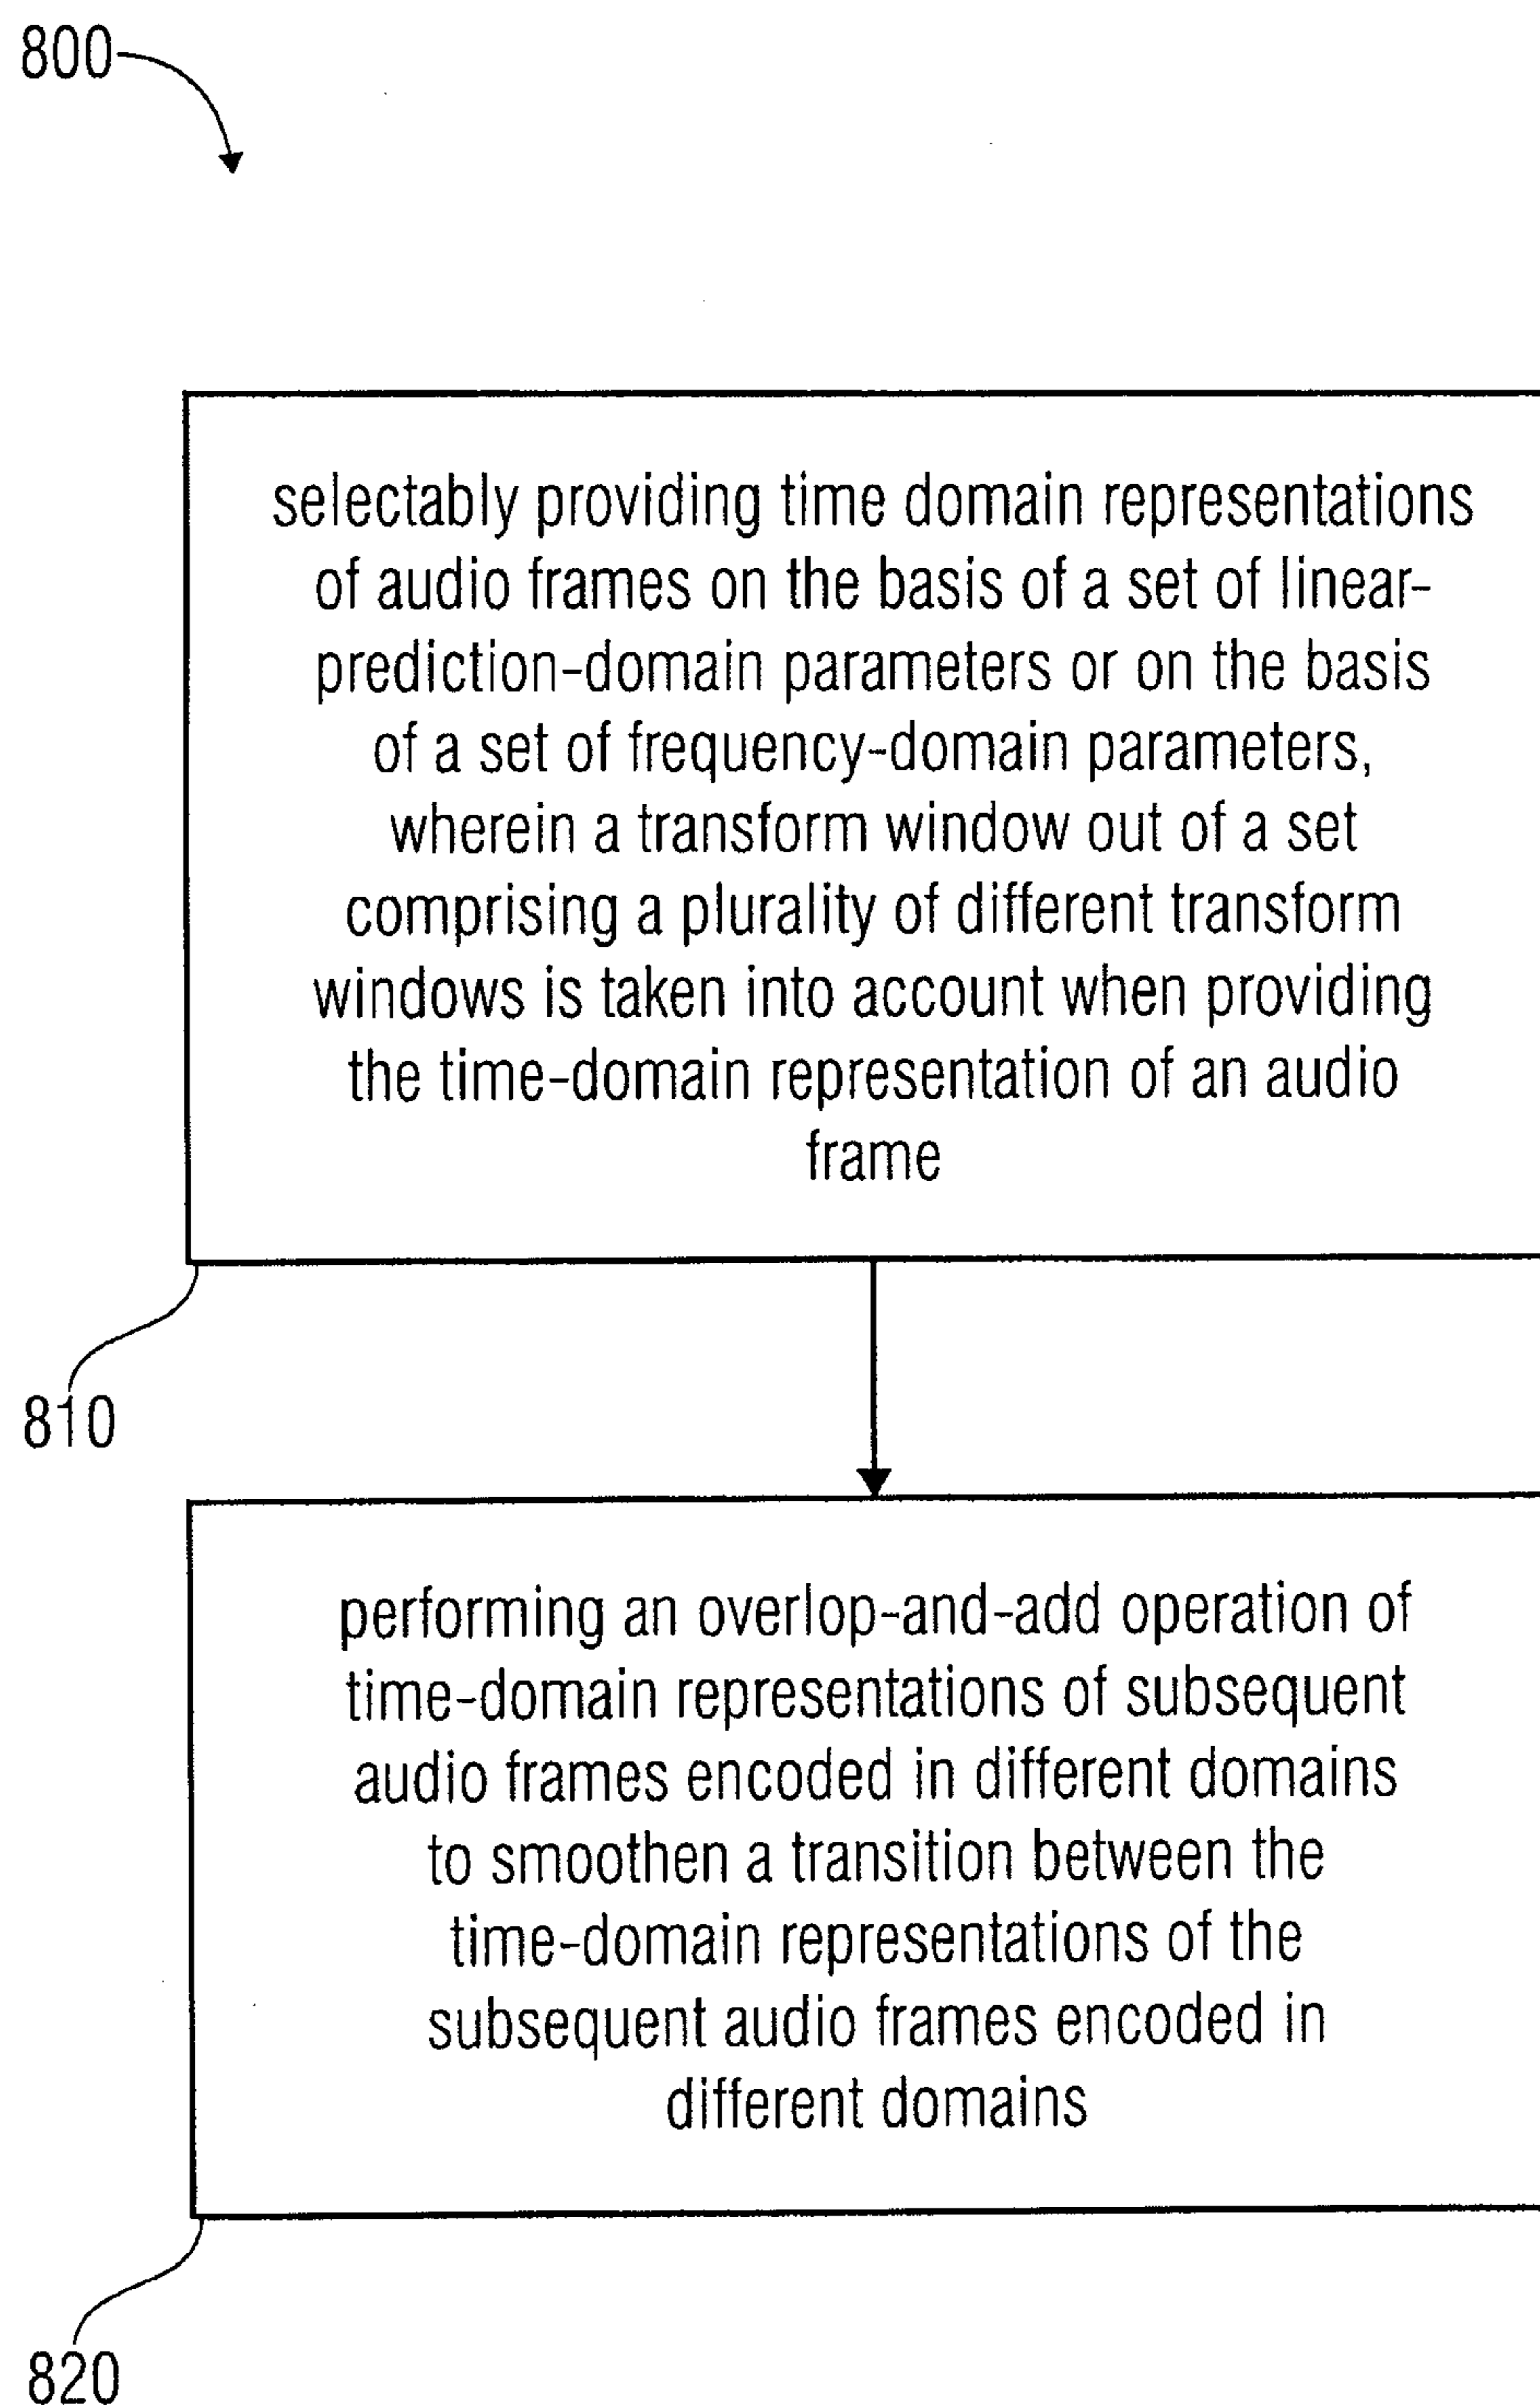 800
selectably providing time domain representations
of audio frames on the basis of a set of linear-
prediction-domain parameters or on the basis
of a set of frequency-domain parameters,
wherein a transform window out of a set
comprising a plurality of different transform
windows is taken into account when providing
the time-domain representation of an audio
frame
810
performing an overlop-and-add operation of
time-domain representations of subsequent
audio frames encoded in different domains
to smoothen a transition between the
time-domain representations of the
subsequent audio frames encoded in
different domains
820